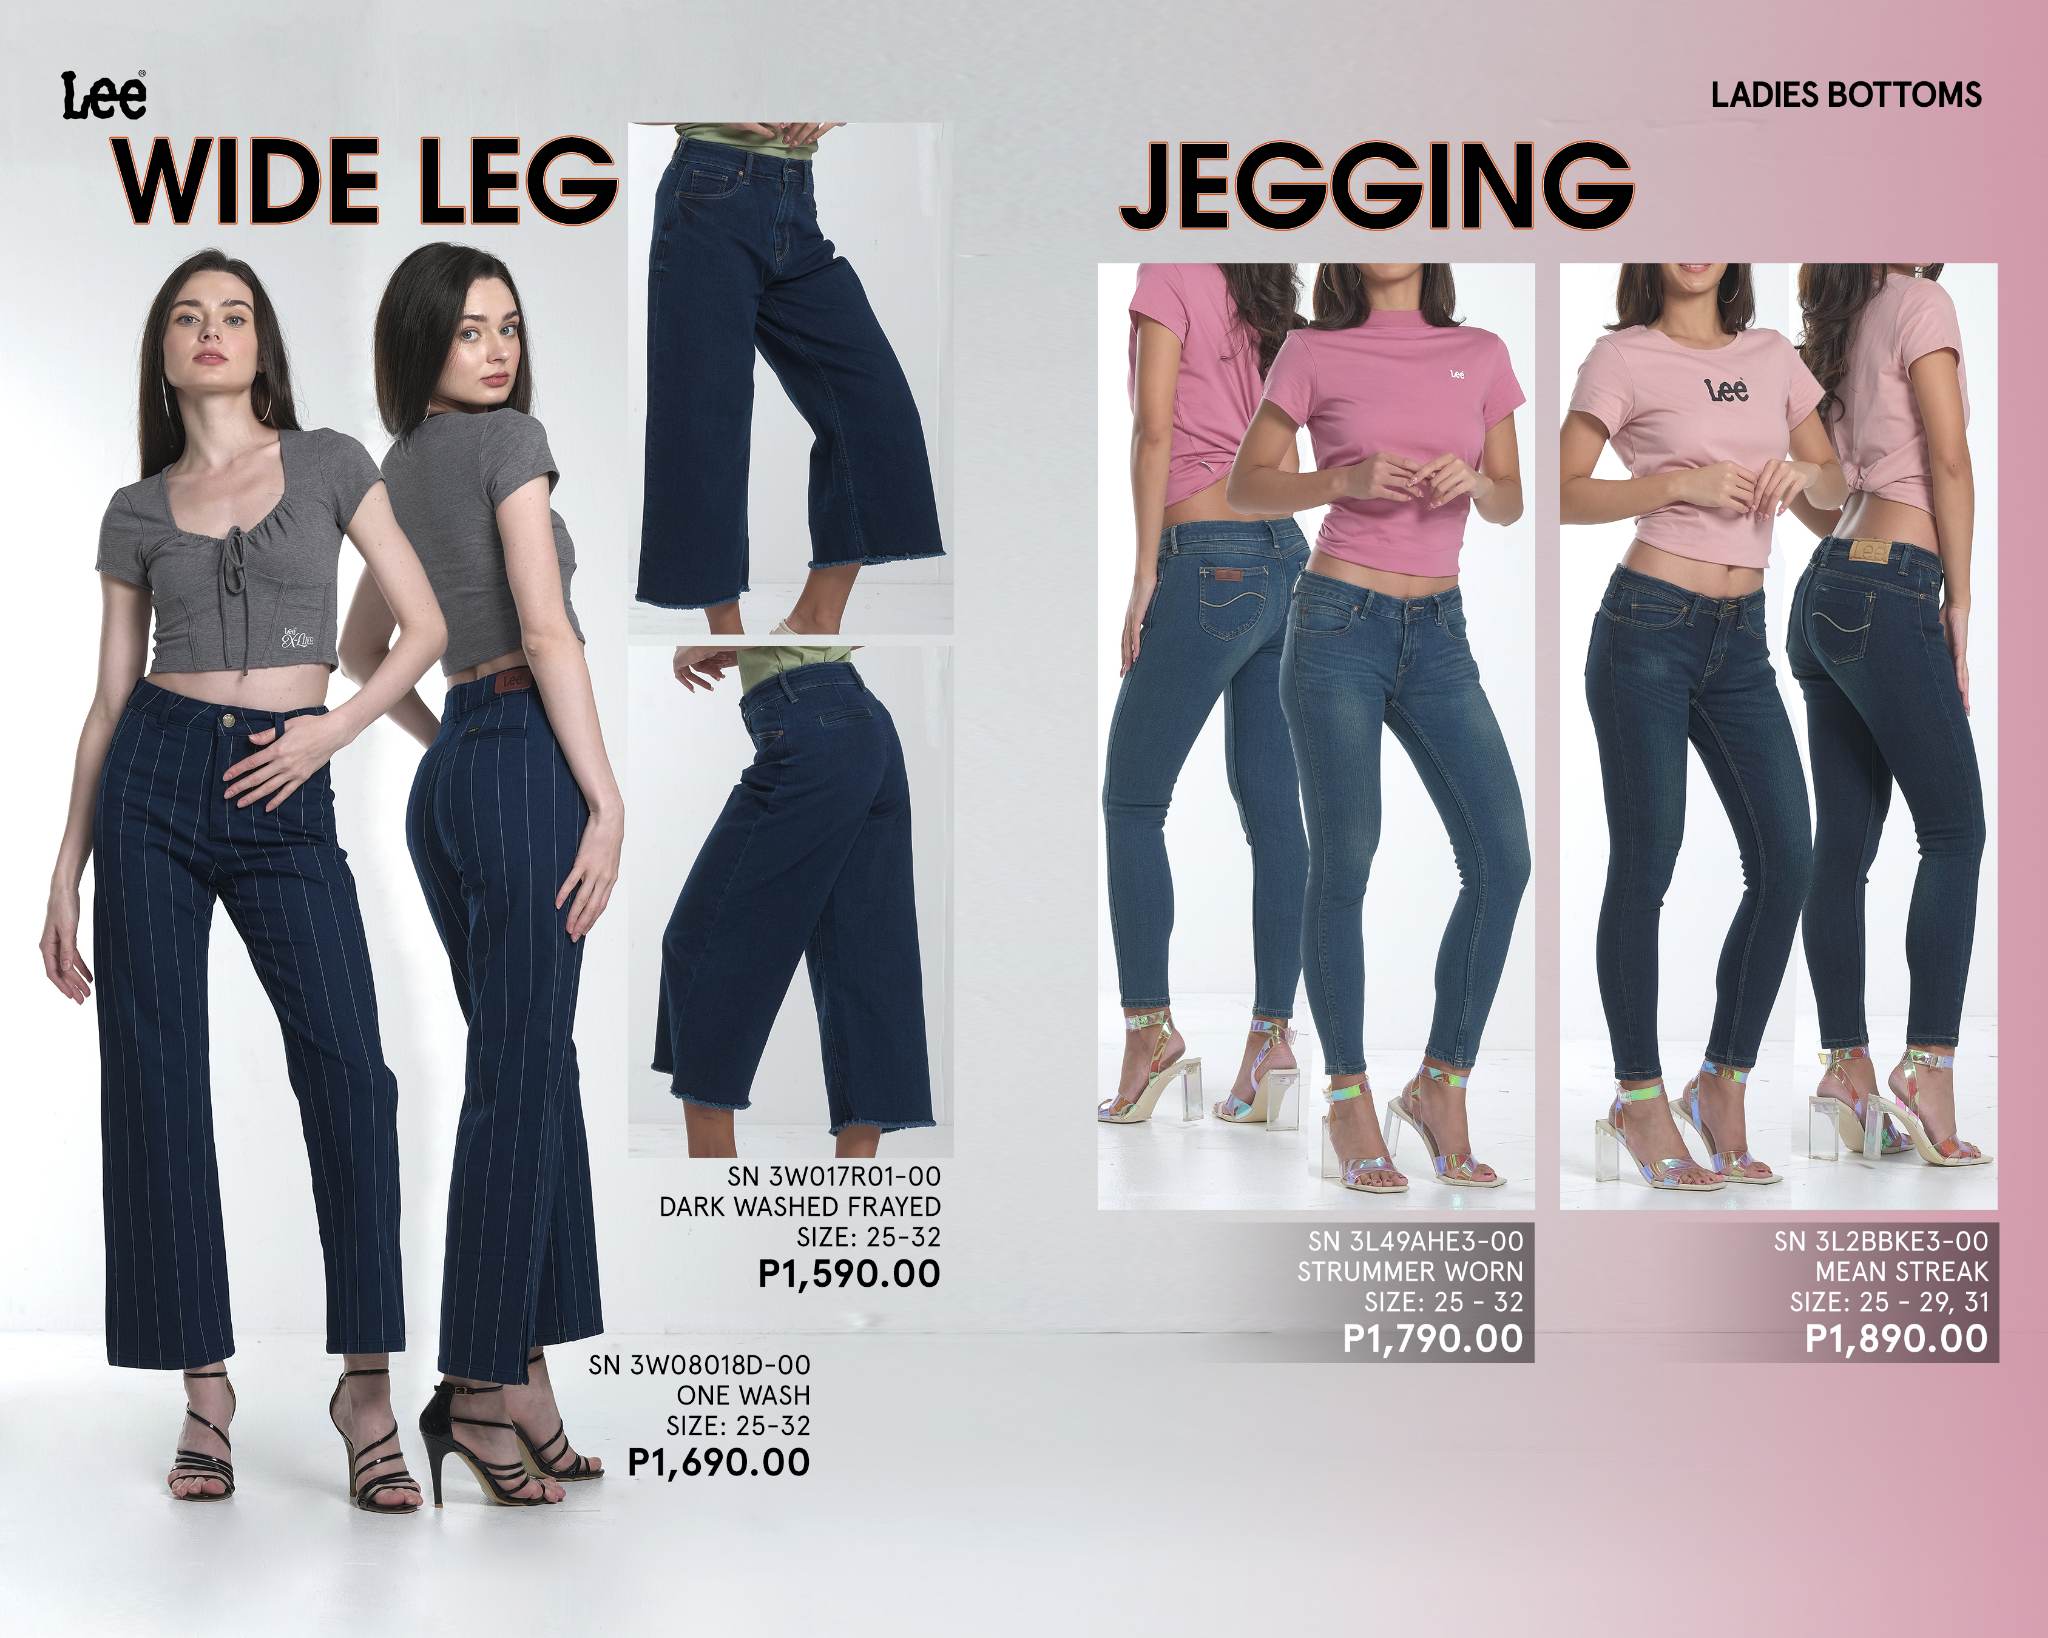 Lee®
LADIES BOTTOMS
WIDE LEG
Lee
X-LINE
Lee
SN 3W017R01-00
DARK WASHED FRAYED
SIZE: 25-32
P1,590.00
SN 3W08018D-00
ONE WASH
SIZE: 25-32
P1,690.00
JEGGING
Lee
Lee
Lee
SN 3L49AHE3-00
STRUMMER WORN
SIZE: 25 - 32
P1,790.00
SN 3L2BBKE3-00
MEAN STREAK
SIZE: 25 - 29, 31
P1,890.00